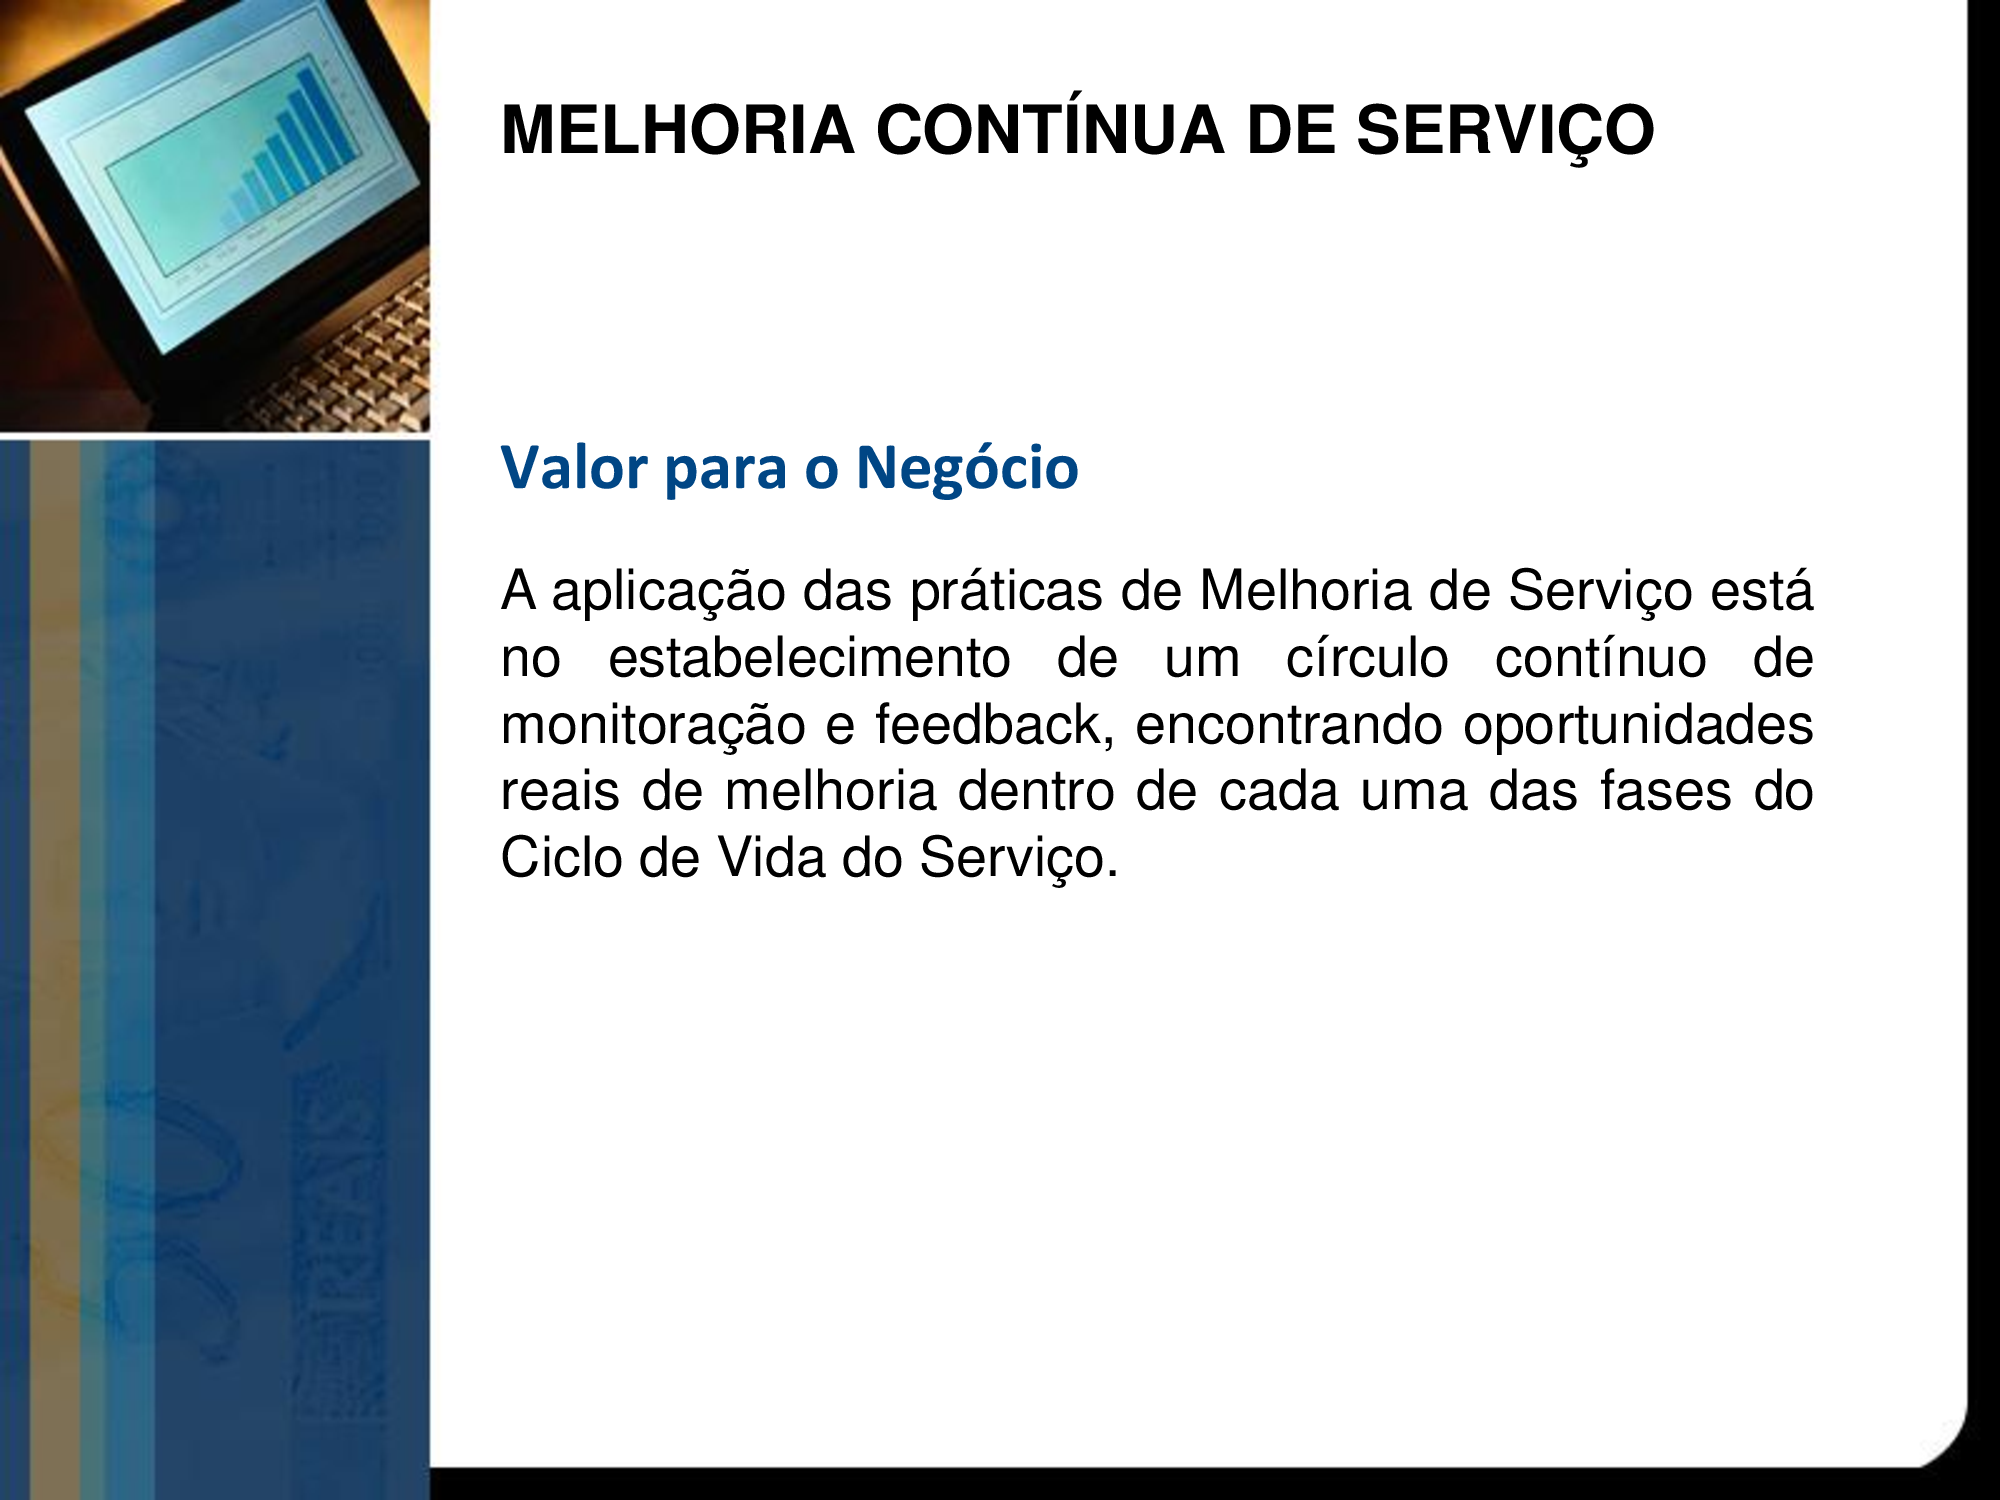 MELHORIA CONTÍNUA DE SERVIÇO
Valor para o Negócio
A aplicação das práticas de Melhoria de Serviço está
no estabelecimento de um círculo contínuo de
monitoração e feedback, encontrando oportunidades
reais de melhoria dentro de cada uma das fases do
Ciclo de Vida do Serviço.
REAIS